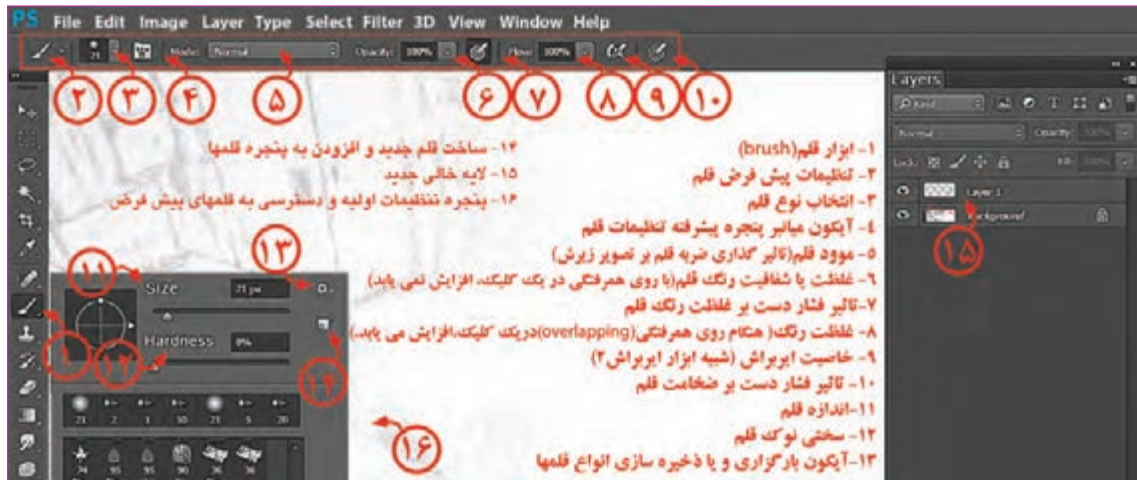 PS File Edit Image Layer Type Select Filter 3D View Window Help
21 Mode: Normal Opacity: 100% Flow: 100%
۲ ۳ ۴ ۵ ۶ ۷ ۸ ۹ ۱۰
Layers
Kind
Normal Opacity:
Lock: Fill:
Layer 1
Background
۱۵
۱- ابزار قلم(brush)
۲- تنظیمات پیش فرض قلم
۳- انتخاب نوع قلم
۴- آیکون میانبر پنجره پیشرفته تنظیمات قلم
۵- موود قلم(تاثیر گذاری ضربه قلم بر تصویر زیرش)
۶- غلظت یا شفافیت رنگ قلم(با روی همرفتگی در یک کلیک، افزایش نمی یابد)
۷-تاثیر فشار دست بر غلظت رنگ قلم
۸- غلظت رنگ( هنگام روی همرفتگی(overlapping)دریک کلیک،افزایش می یابد.)
۹- خاصیت ایربراش (شبیه ابزار ایربراش۲)
۱۰- تاثیر فشار دست بر ضخامت قلم
۱۱-اندازه قلم
۱۲- سختی نوک قلم
۱۳-آیکون بارگزاری و یا ذخیره سازی انواع قلمها
۱۴- ساخت قلم جدید و افزودن به پنجره قلمها
۱۵- لایه خالی جدید
۱۶- پنجره تنظیمات اولیه و دسترسی به قلمهای پیش فرض
۱۳
۱۱
Size 21 px
Hardness 0%
۱ ۱۲ ۱۴
21 2 1 10 21 5 20
74 95 95 90 36 36
۱۶